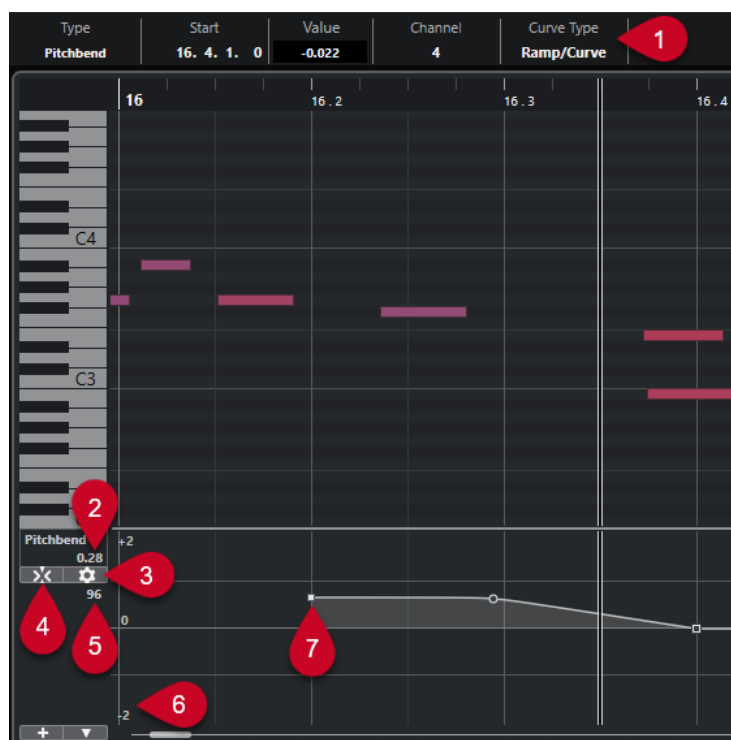 Type Start Value Channel Curve Type
Pitchbend 16. 4. 1. 0 -0.022 4 Ramp/Curve
1
16 16.2 16.3 16.4
C4
C3
2
Pitchbend +2
0.28
3
96
4
5
0
7
6
-2